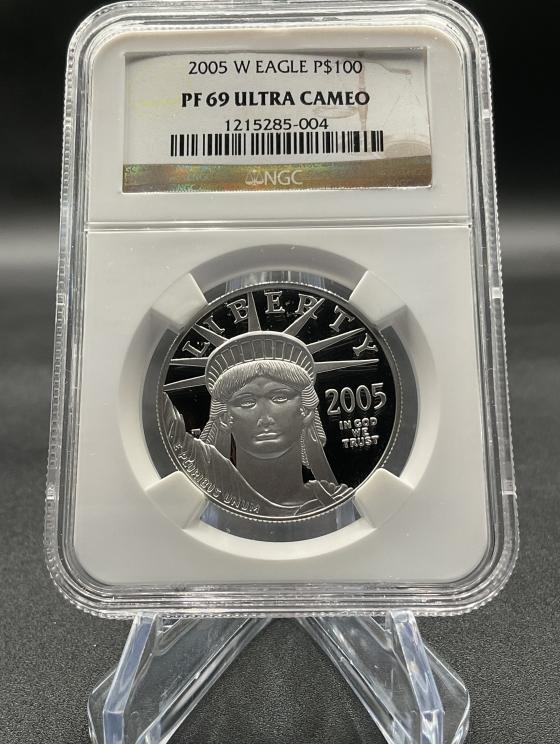 2005 W EAGLE P$100
PF 69 ULTRA CAMEO
1215285-004
NGC
LIBERTY
2005
IN GOD
WE
TRUST
E PLURIBUS UNUM